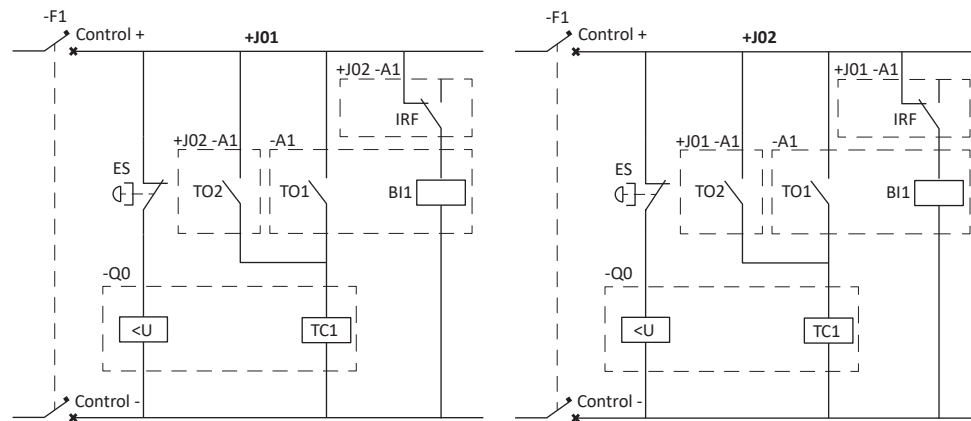 -F1
Control +
+J01
+J02 -A1
IRF
+J02 -A1
-A1
ES
TO2
TO1
BI1
-Q0
<U
TC1
Control -
-F1
Control +
+J02
+J01 -A1
IRF
+J01 -A1
-A1
ES
TO2
TO1
BI1
-Q0
<U
TC1
Control -